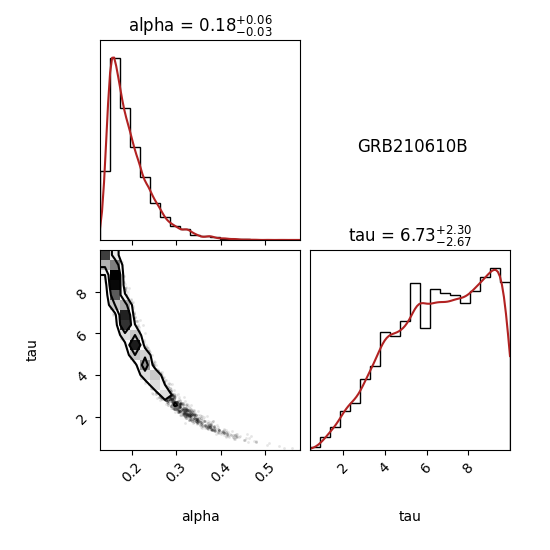 alpha = 0.18^{+0.06}_{-0.03}
GRB210610B
tau = 6.73^{+2.30}_{-2.67}
8
6
4
2
tau
0.2 0.3 0.4 0.5
2 4 6 8
alpha
tau